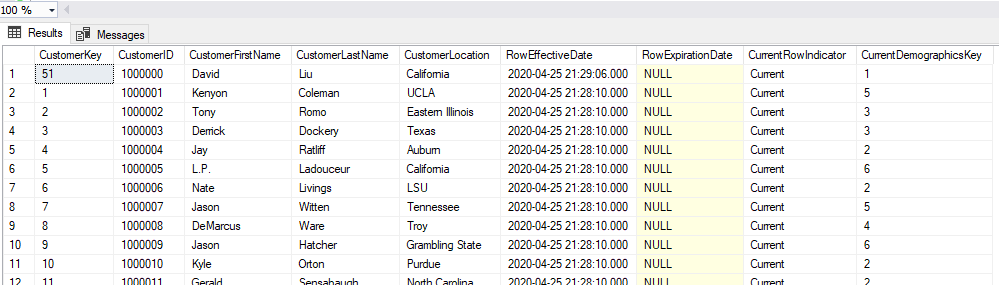 100 %
Results Messages
CustomerKey CustomerID CustomerFirstName CustomerLastName CustomerLocation RowEffectiveDate RowExpirationDate CurrentRowIndicator CurrentDemographicsKey
1 51 1000000 David Liu California 2020-04-25 21:29:06.000 NULL Current 1
2 1 1000001 Kenyon Coleman UCLA 2020-04-25 21:28:10.000 NULL Current 5
3 2 1000002 Tony Romo Eastern Illinois 2020-04-25 21:28:10.000 NULL Current 3
4 3 1000003 Derrick Dockery Texas 2020-04-25 21:28:10.000 NULL Current 3
5 4 1000004 Jay Ratliff Auburn 2020-04-25 21:28:10.000 NULL Current 2
6 5 1000005 L.P. Ladouceur California 2020-04-25 21:28:10.000 NULL Current 6
7 6 1000006 Nate Livings LSU 2020-04-25 21:28:10.000 NULL Current 2
8 7 1000007 Jason Witten Tennessee 2020-04-25 21:28:10.000 NULL Current 5
9 8 1000008 DeMarcus Ware Troy 2020-04-25 21:28:10.000 NULL Current 4
10 9 1000009 Jason Hatcher Grambling State 2020-04-25 21:28:10.000 NULL Current 6
11 10 1000010 Kyle Orton Purdue 2020-04-25 21:28:10.000 NULL Current 2
12 11 1000011 Gerald Sensabaugh North Carolina 2020-04-25 21:28:10.000 NULL Current 2